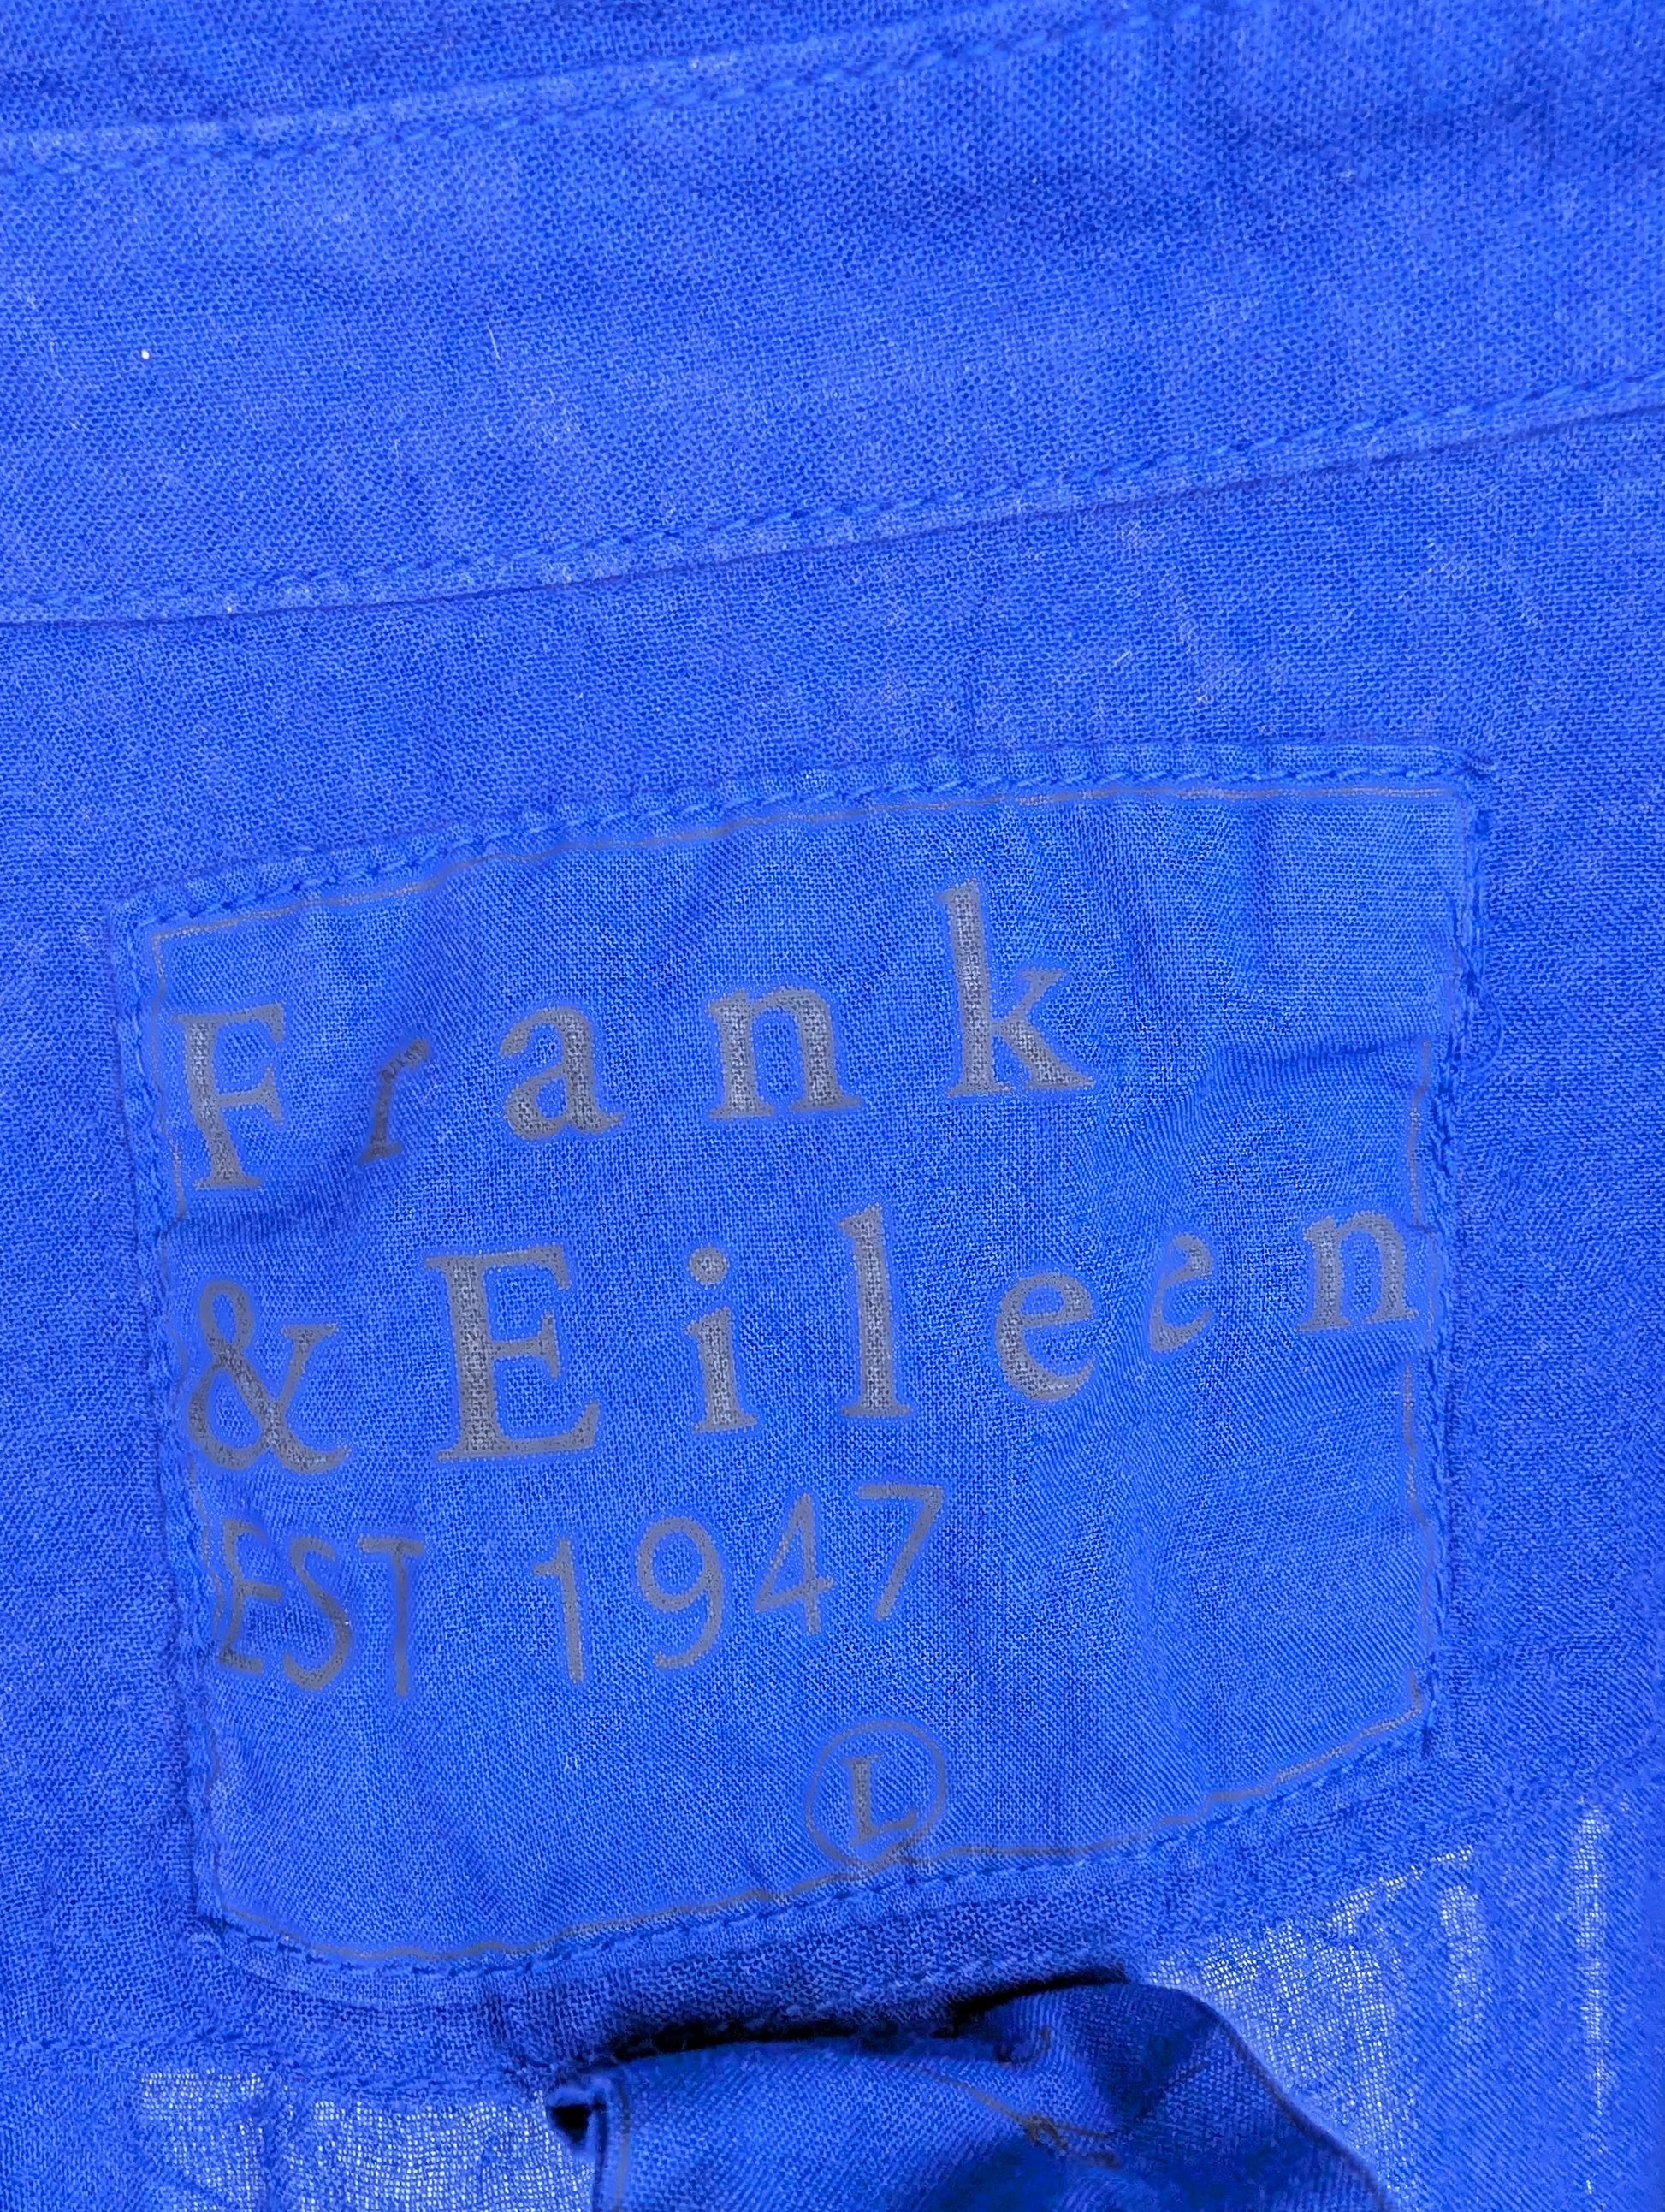 Frank
& Eileen
EST 1947
L